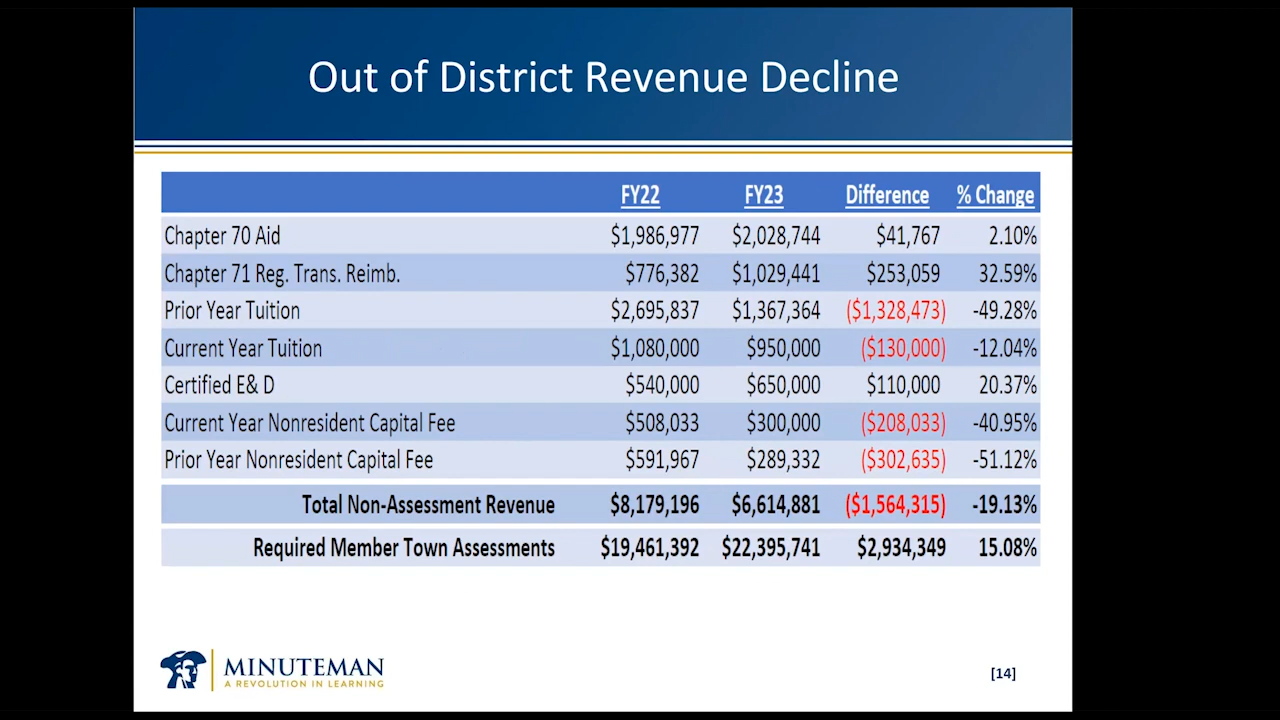 Out of District Revenue Decline
FY22 FY23 Difference % Change
Chapter 70 Aid $1,986,977 $2,028,744 $41,767 2.10%
Chapter 71 Reg. Trans. Reimb. $776,382 $1,029,441 $253,059 32.59%
Prior Year Tuition $2,695,837 $1,367,364 ($1,328,473) -49.28%
Current Year Tuition $1,080,000 $950,000 ($130,000) -12.04%
Certified E& D $540,000 $650,000 $110,000 20.37%
Current Year Nonresident Capital Fee $508,033 $300,000 ($208,033) -40.95%
Prior Year Nonresident Capital Fee $591,967 $289,332 ($302,635) -51.12%
Total Non-Assessment Revenue $8,179,196 $6,614,881 ($1,564,315) -19.13%
Required Member Town Assessments $19,461,392 $22,395,741 $2,934,349 15.08%
MINUTEMAN
A REVOLUTION IN LEARNING
[14]